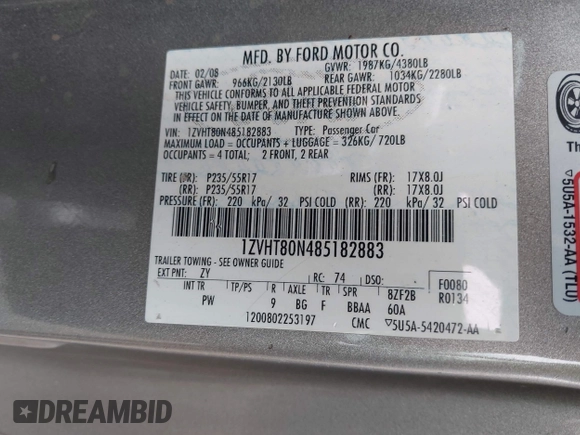 MFD. BY FORD MOTOR CO.
DATE: 02/08 GVWR: 1987KG/4380LB
FRONT GAWR: 966KG/2130LB REAR GAWR: 1034KG/2280LB
THIS VEHICLE CONFORMS TO ALL APPLICABLE FEDERAL MOTOR
VEHICLE SAFETY, BUMPER, AND THEFT PREVENTION STANDARDS
IN EFFECT ON THE DATE OF MANUFACTURE SHOWN ABOVE.
VIN: 1ZVHT80N485182883 TYPE: Passenger Car
MAXIMUM LOAD = OCCUPANTS + LUGGAGE = 326KG/720LB
OCCUPANTS = 4 TOTAL; 2 FRONT, 2 REAR
TIRE (FR): P235/55R17 RIMS (FR): 17X8.0J
(RR): P235/55R17 (RR): 17X8.0J
PRESSURE (FR): 220 kPa/ 32 PSI COLD (RR): 220 kPa/ 32 PSI COLD
1ZVHT80N485182883
TRAILER TOWING - SEE OWNER GUIDE
EXT PNT: ZY RC: 74 DSO: F0080
INT TR TP/PS R AXLE TR SPR 8ZF2B R0134
PW 9 BG F BBAA 60A
1200802253197 CMC 5U5A-5420472-AA
Th
5U5A-1532-AA (TLO)
DREAMBID